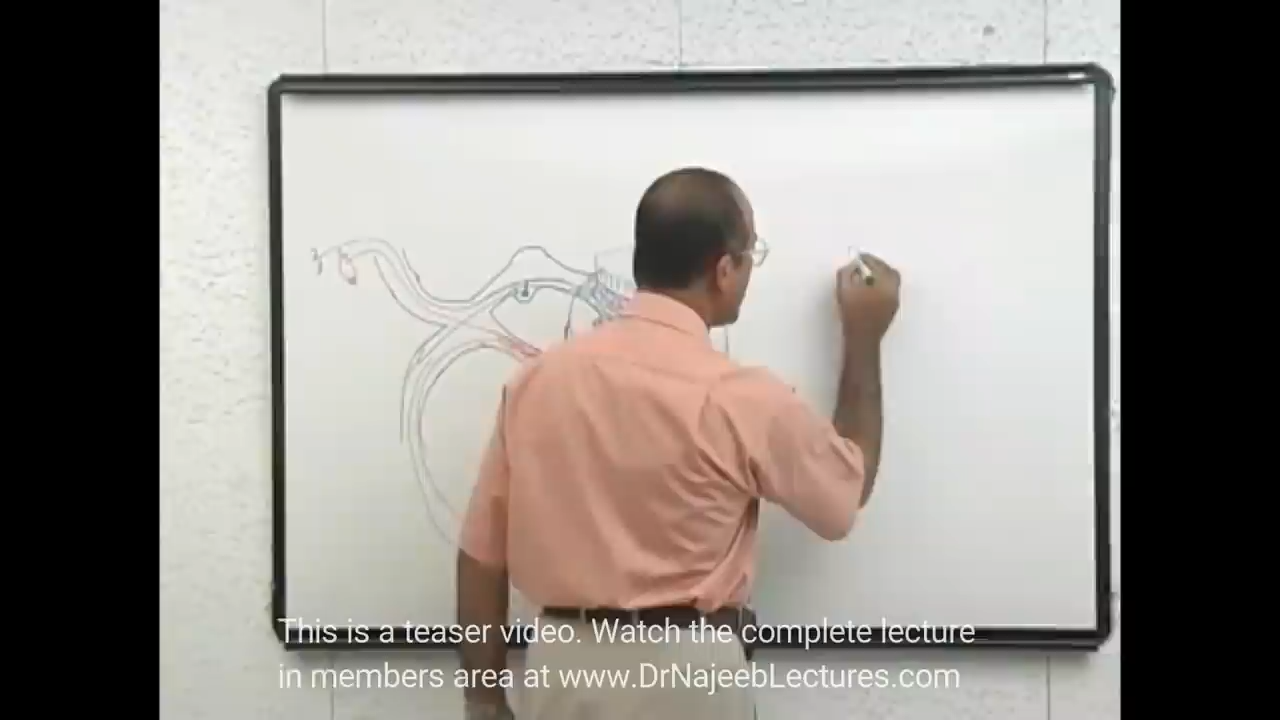 This is a teaser video. Watch the complete lecture
in members area at www.DrNajeebLectures.com